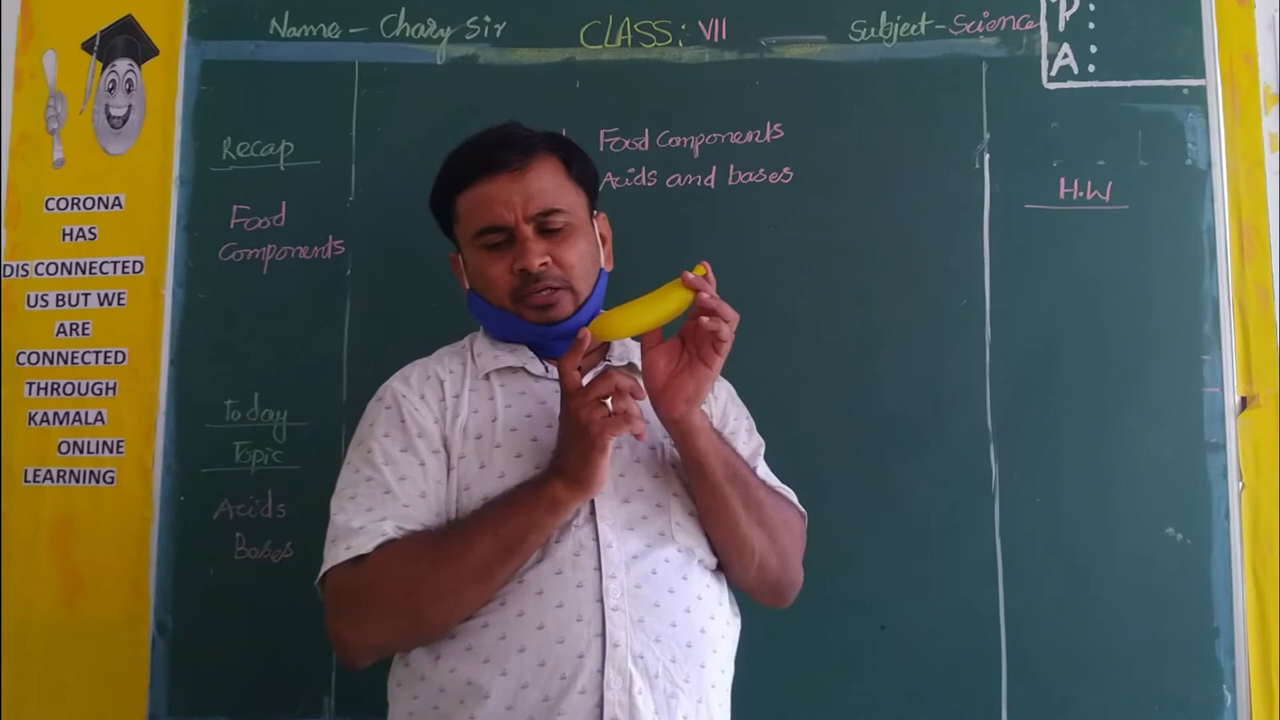 Name - Chary Sir CLASS: VII Subject - Science
P:
A:
CORONA
HAS
DIS CONNECTED
US BUT WE
ARE
CONNECTED
THROUGH
KAMALA
ONLINE
LEARNING
Recap
Food
Components
Today
Topic
Acids
Bases
Food Components
Acids and bases
H.W